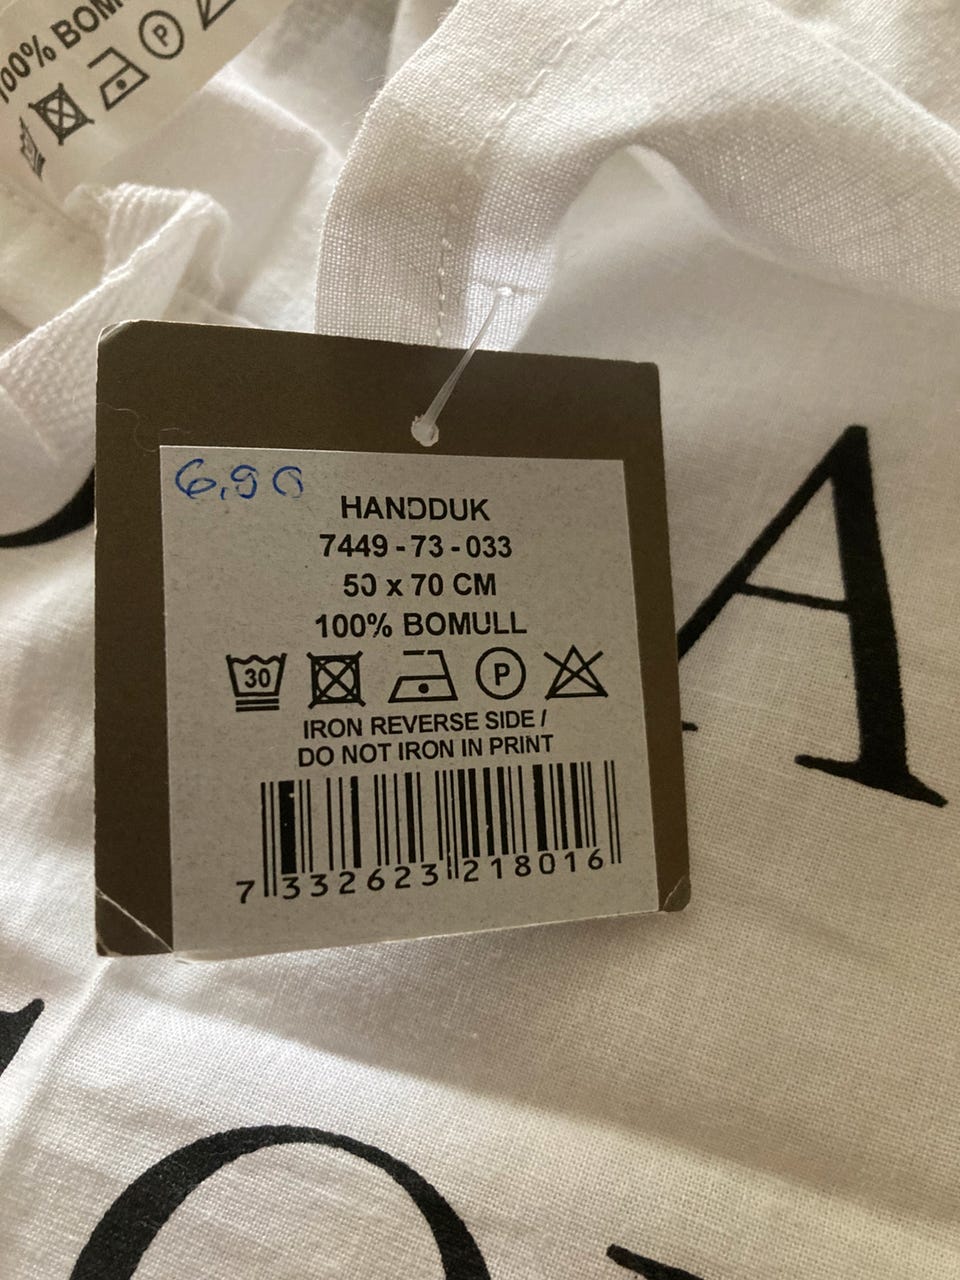 100% BOM
6,90
HANDDUK
7449-73-033
50 x 70 CM
100% BOMULL
30
P
IRON REVERSE SIDE /
DO NOT IRON IN PRINT
7 332623 218016
P
A
O